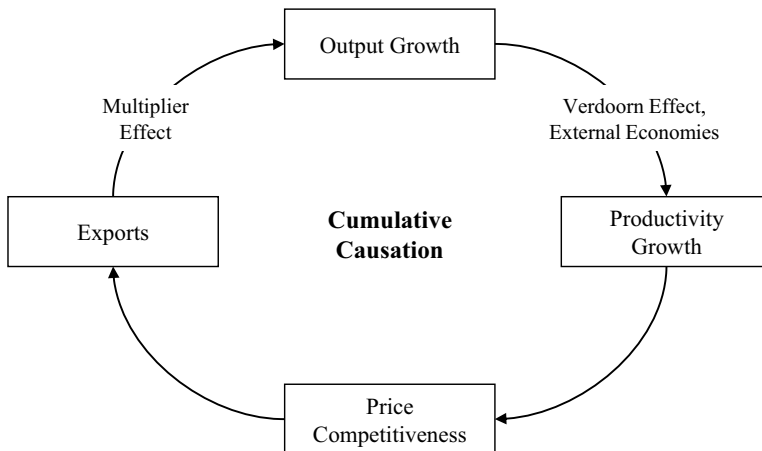 Output Growth
Multiplier
Effect
Verdoorn Effect,
External Economies
Exports
Cumulative
Causation
Productivity
Growth
Price
Competitiveness